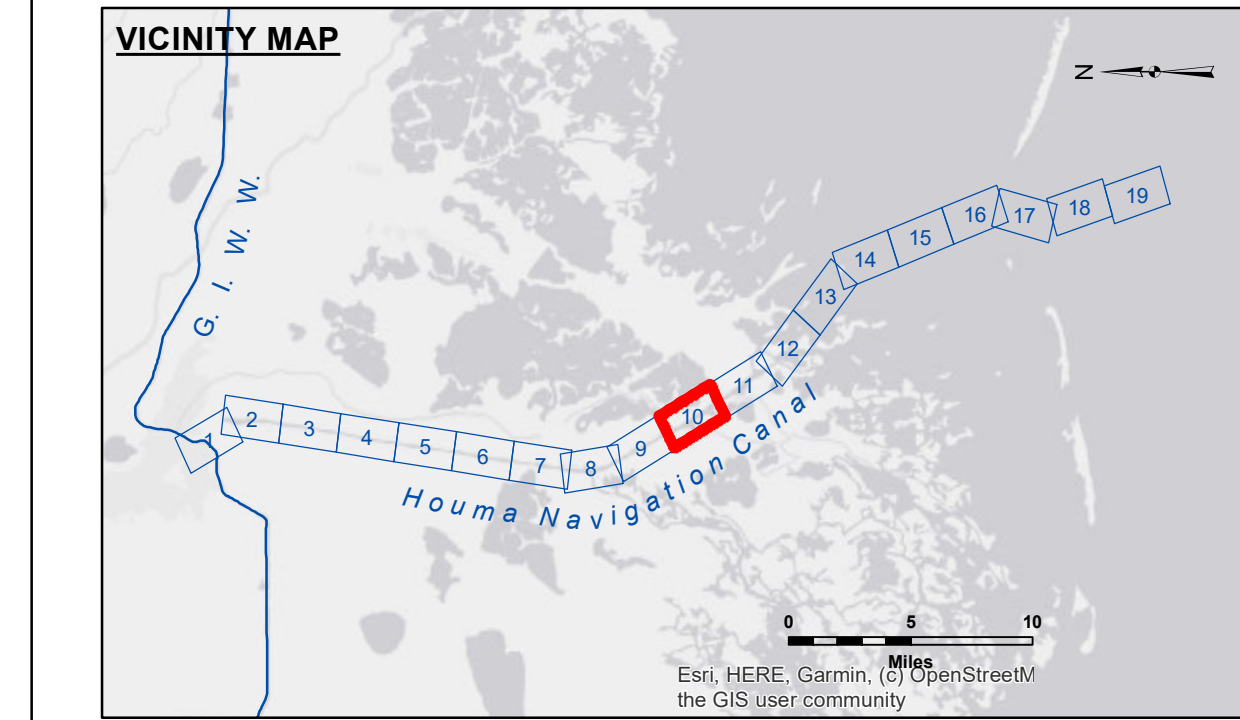 VICINITY MAP
N
G. I. W. W.
1
2
3
4
5
6
7
8
9
10
11
12
13
14
15
16
17
18
19
Houma Navigation Canal
0 5 10
Miles
Esri, HERE, Garmin, (c) OpenStreetM
the GIS user community